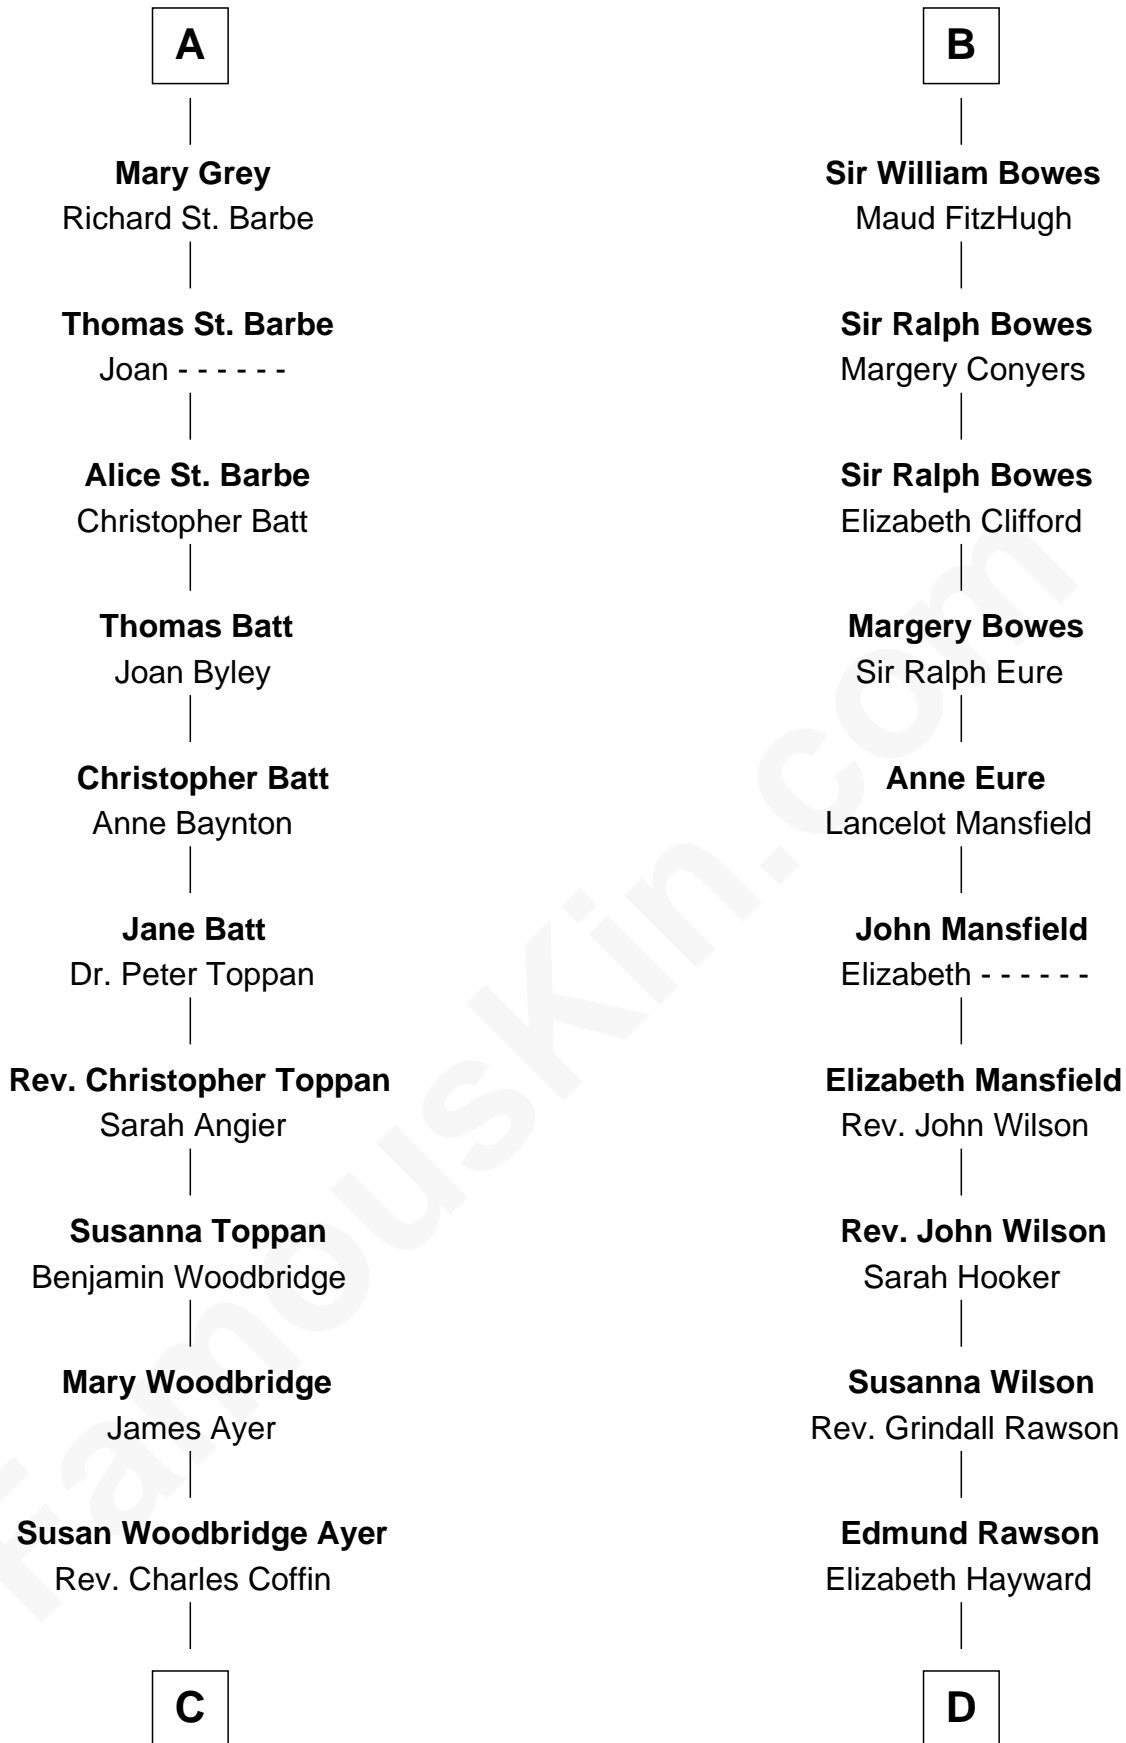 A
Mary Grey
Richard St. Barbe
Thomas St. Barbe
Joan - - - - - -
Alice St. Barbe
Christopher Batt
Thomas Batt
Joan Byley
Christopher Batt
Anne Baynton
Jane Batt
Dr. Peter Toppan
Rev. Christopher Toppan
Sarah Angier
Susanna Toppan
Benjamin Woodbridge
Mary Woodbridge
James Ayer
Susan Woodbridge Ayer
Rev. Charles Coffin
C
B
Sir William Bowes
Maud FitzHugh
Sir Ralph Bowes
Margery Conyers
Sir Ralph Bowes
Elizabeth Clifford
Margery Bowes
Sir Ralph Eure
Anne Eure
Lancelot Mansfield
John Mansfield
Elizabeth - - - - - -
Elizabeth Mansfield
Rev. John Wilson
Rev. John Wilson
Sarah Hooker
Susanna Wilson
Rev. Grindall Rawson
Edmund Rawson
Elizabeth Hayward
D
FamousKin.com